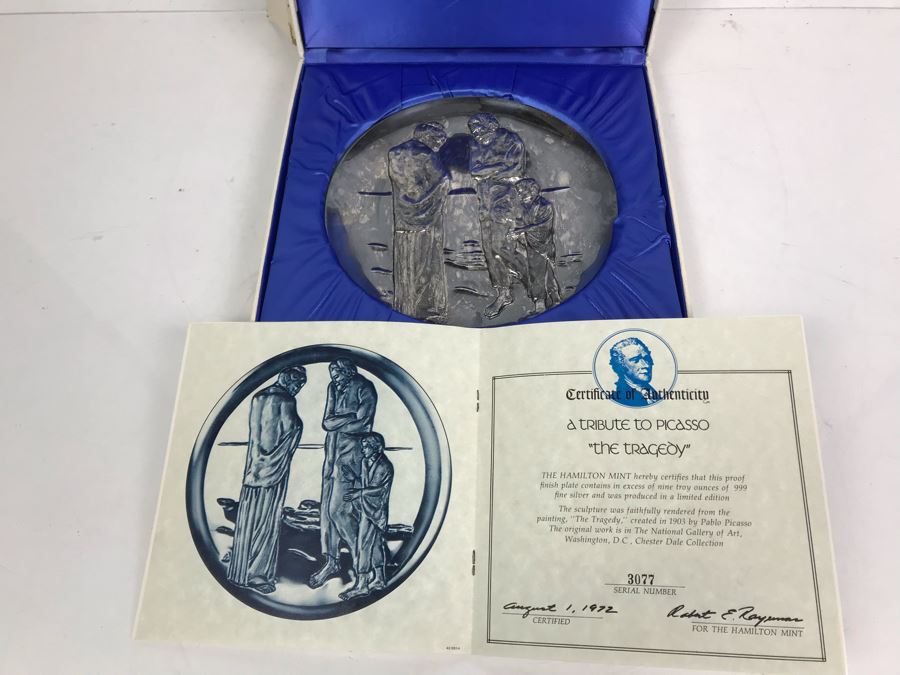 Certificate of Authenticity
A TRIBUTE TO PICASSO
"THE TRAGEDY"
THE HAMILTON MINT hereby certifies that this proof
finish plate contains in excess of nine troy ounces of 999
fine silver and was produced in a limited edition
The sculpture was faithfully rendered from the
painting, "The Tragedy," created in 1903 by Pablo Picasso
The original work is in The National Gallery of Art,
Washington, D.C., Chester Dale Collection
3077
SERIAL NUMBER
August 1, 1972
CERTIFIED
Robert E.
FOR THE HAMILTON MINT